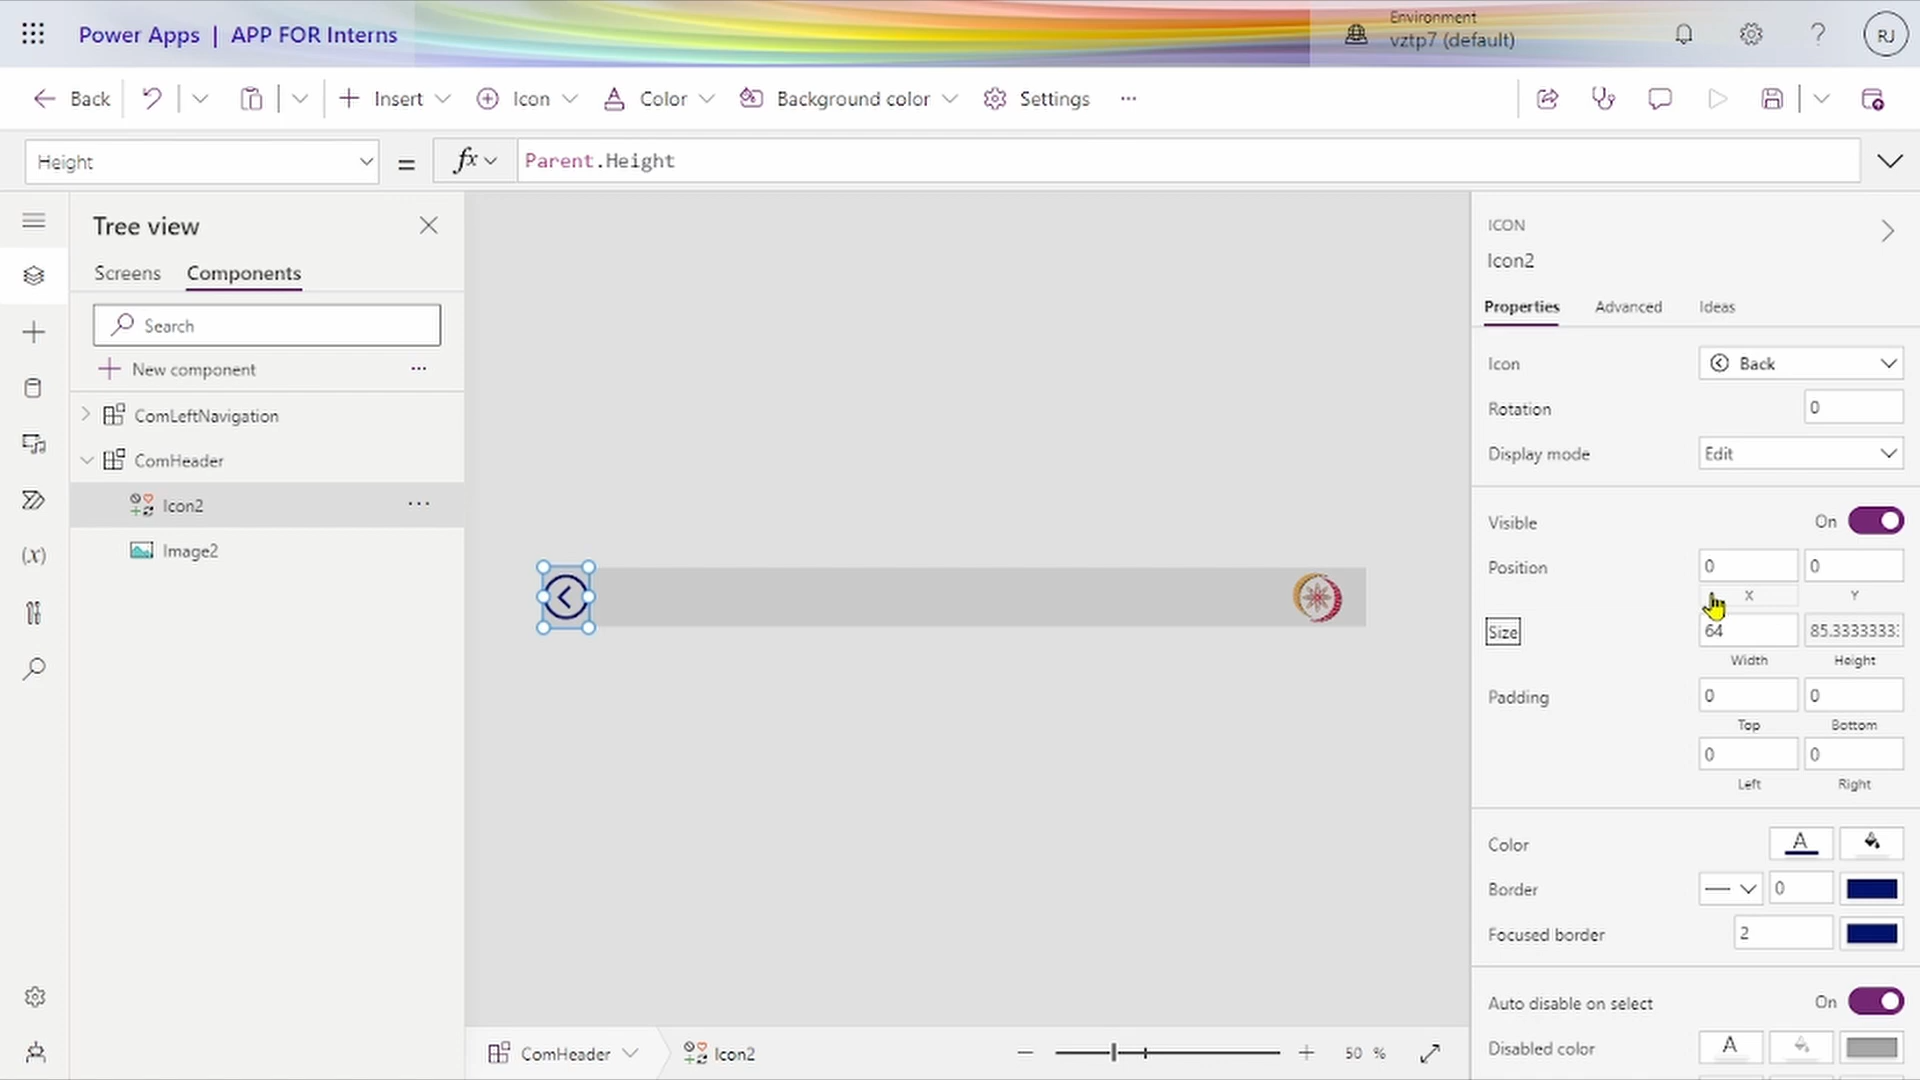 Power Apps | APP FOR Interns
Environment
vztp7 (default)
RJ
Back
Insert
Icon
Color
Background color
Settings
Height
=
fx
Parent.Height
Tree view
Screens
Components
Search
New component
ComLeftNavigation
ComHeader
Icon2
Image2
ICON
Icon2
Properties
Advanced
Ideas
Icon
Back
Rotation
0
Display mode
Edit
Visible
On
Position
0
0
X
Y
Size
64
85.3333333
Width
Height
Padding
0
0
Top
Bottom
0
0
Left
Right
Color
Border
0
Focused border
2
Auto disable on select
On
Disabled color
ComHeader
Icon2
50 %